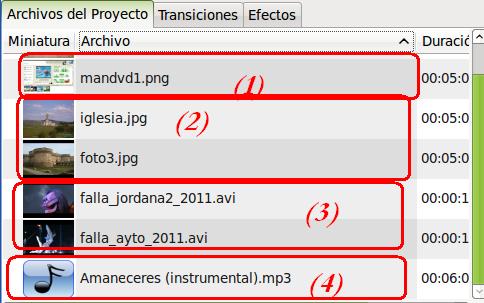 Archivos del Proyecto Transiciones Efectos
Miniatura Archivo Duració
mandvd1.png 00:05:0
(1)
iglesia.jpg 00:05:0
(2)
foto3.jpg 00:05:0
falla_jordana2_2011.avi 00:00:1
(3)
falla_ayto_2011.avi 00:00:1
Amaneceres (instrumental).mp3 00:06:0
(4)